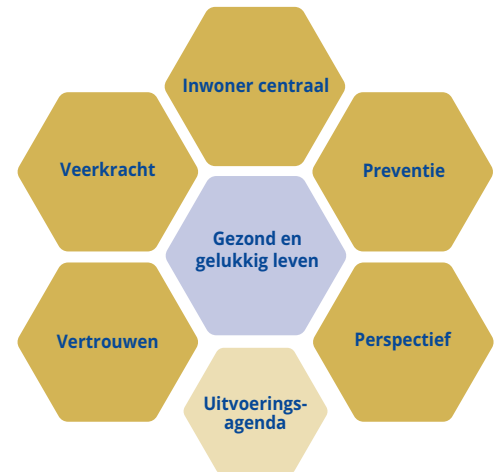 Inwoner centraal
Veerkracht
Preventie
Gezond en
gelukkig leven
Vertrouwen
Perspectief
Uitvoerings-
agenda